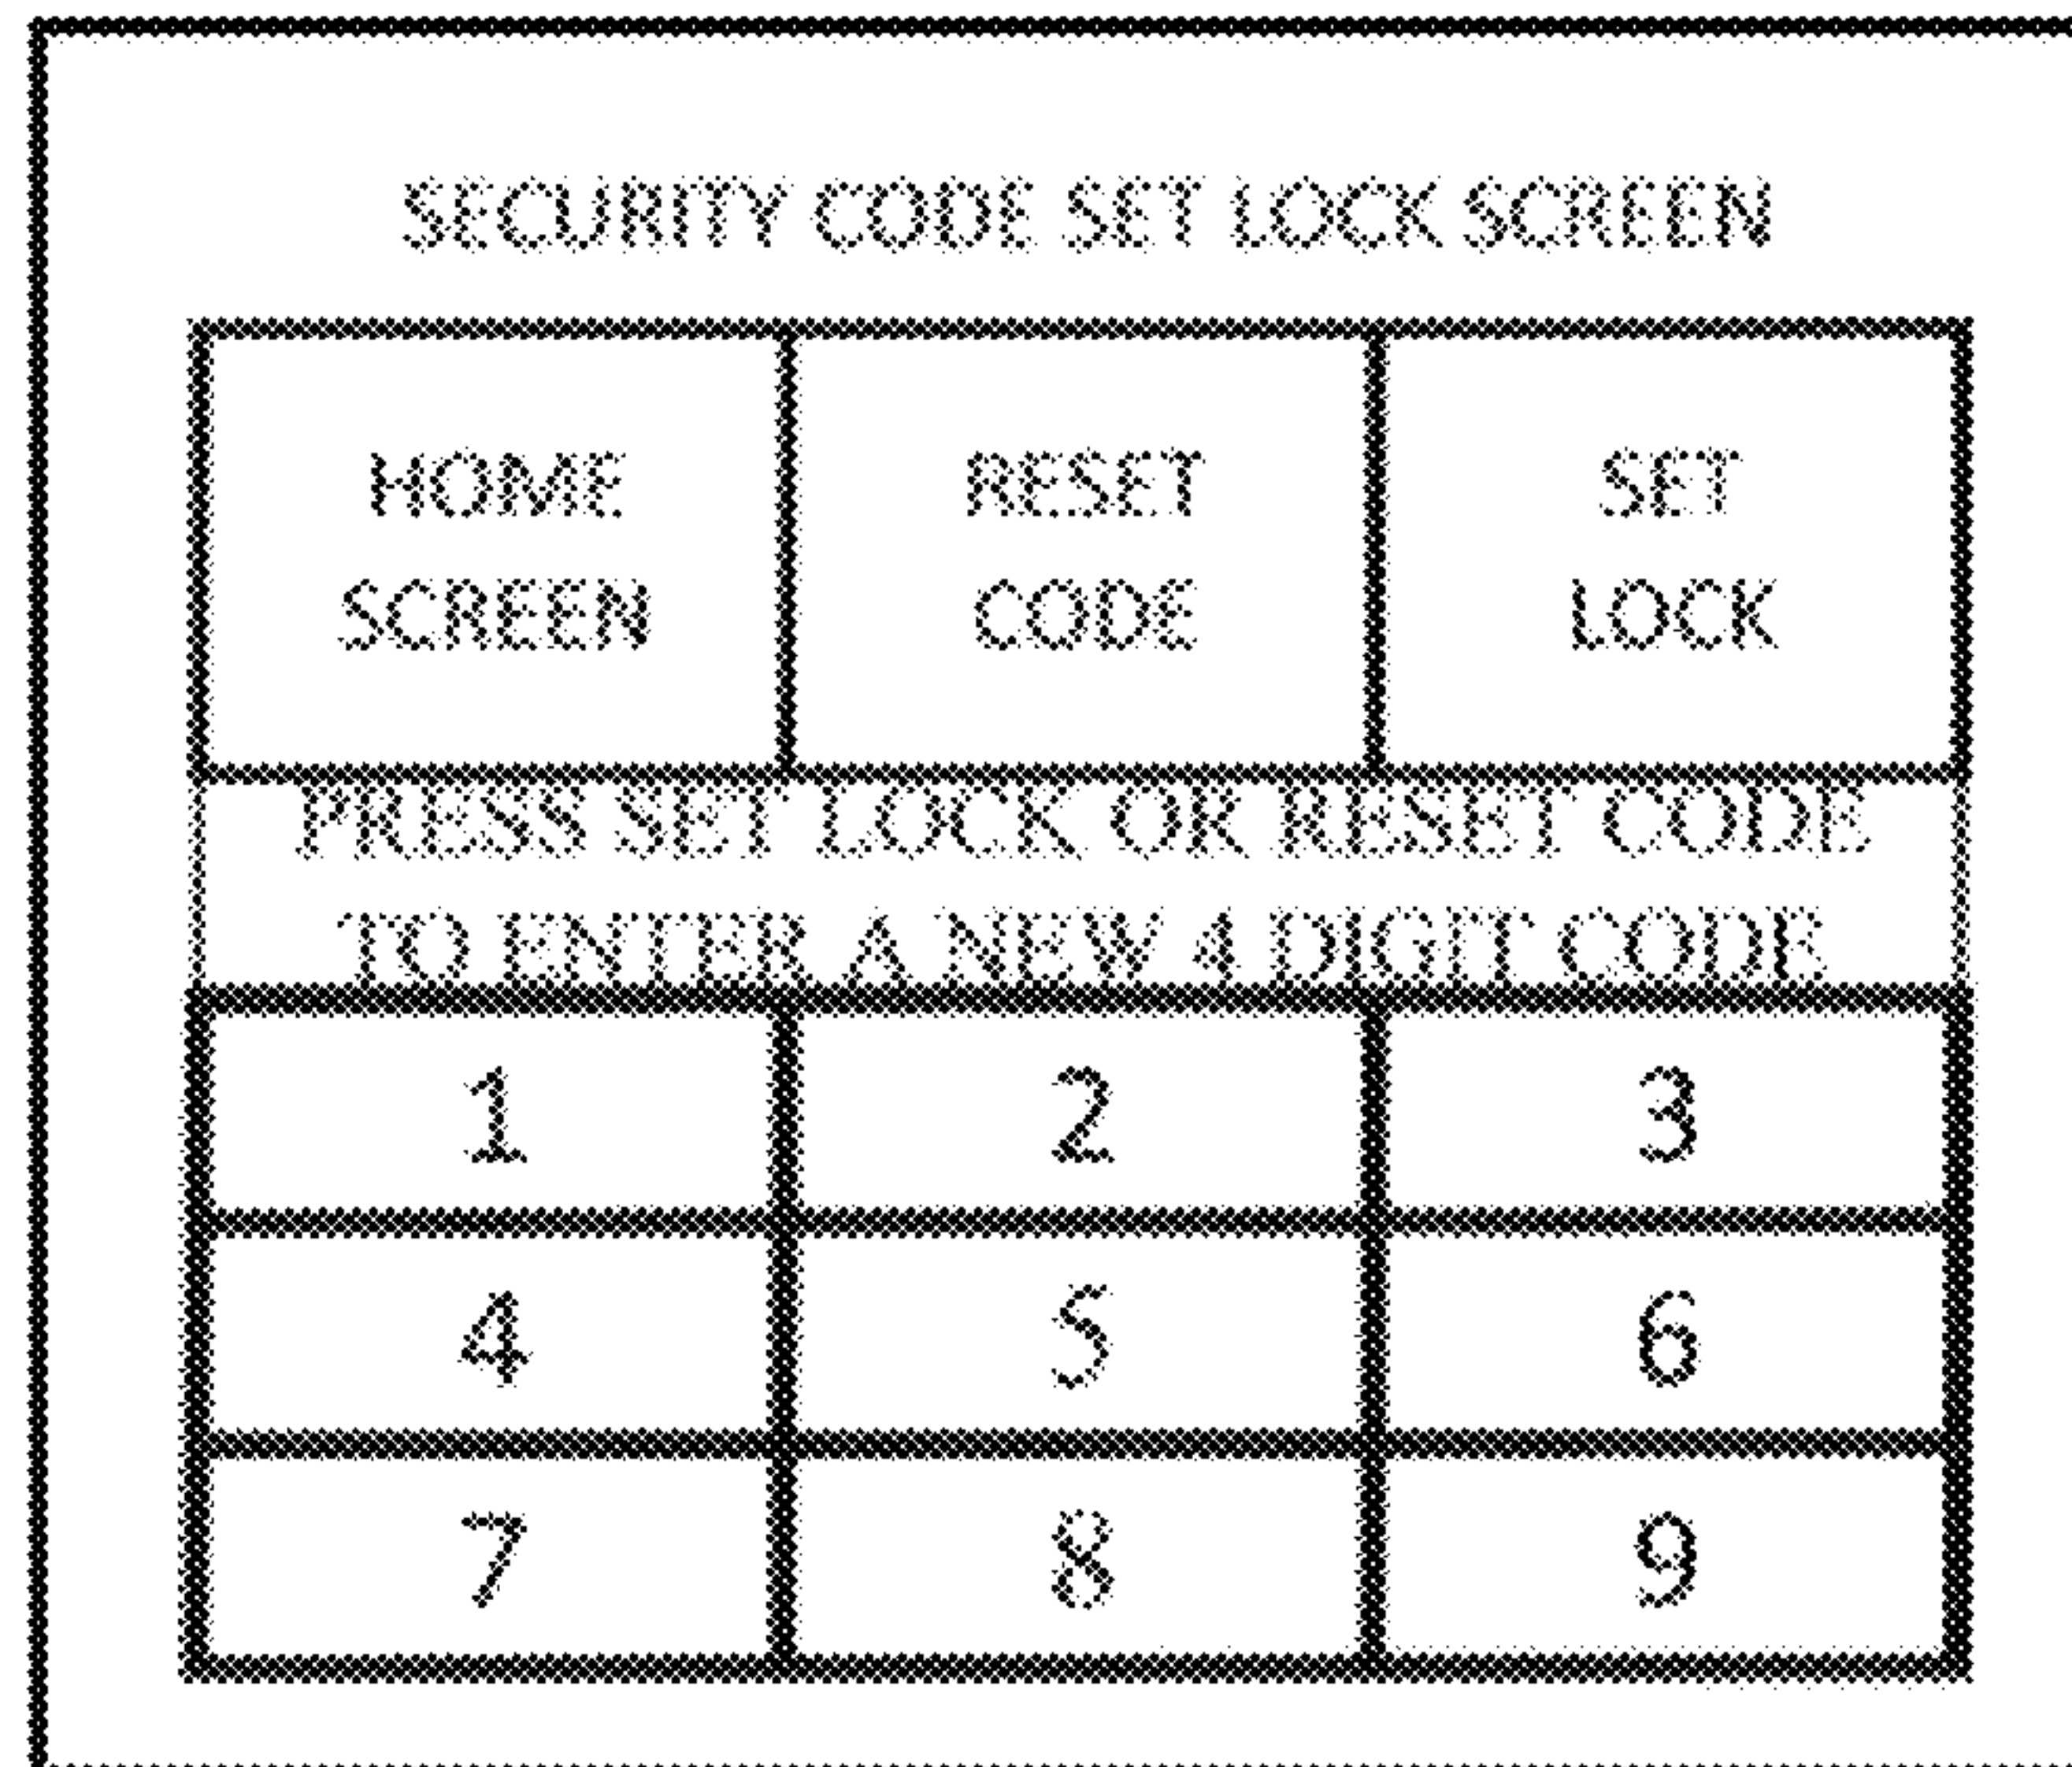 SECURITY CODE SET LOCK SCREEN
HOME SCREEN
RESET CODE
SET LOCK
PRESS SET LOCK OR RESET CODE
TO ENTER A NEW 4 DIGIT CODE
1 2 3
4 5 6
7 8 9